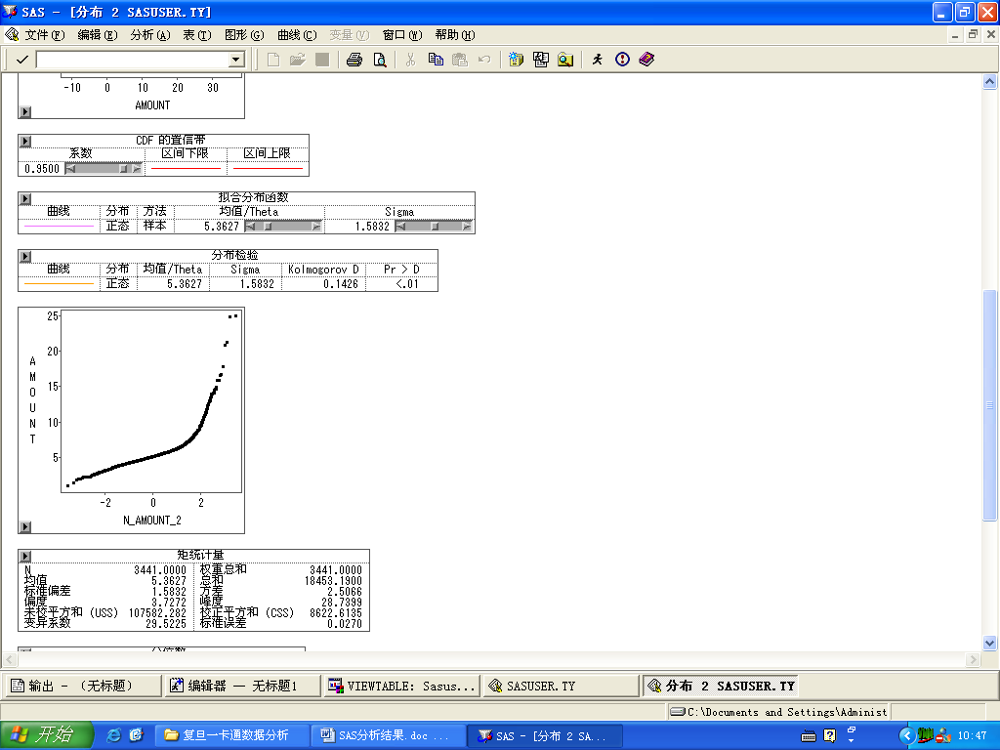 SAS - [分布 2 SASUSER.TY]
文件(F) 编辑(E) 分析(A) 表(T) 图形(G) 曲线(C) 变量(V) 窗口(W) 帮助(H)
-10 0 10 20 30
AMOUNT
CDF 的置信带
系数 区间下限 区间上限
0.9500
拟合分布函数
曲线 分布 方法 均值/Theta Sigma
正态 样本 5.3627 1.5832
分布检验
曲线 分布 均值/Theta Sigma Kolmogorov D Pr > D
正态 5.3627 1.5832 0.1426 <.01
25
20
15
10
5
AMOUNT
-2 0 2
N_AMOUNT_2
矩统计量
N 3441.0000 权重总和 3441.0000
均值 5.3627 总和 18453.1900
标准偏差 1.5832 方差 2.5066
偏度 3.7272 峰度 28.7399
未校平方和 (USS) 107582.282 校正平方和 (CSS) 8622.6135
变异系数 29.5225 标准误差 0.0270
分位数
输出 - (无标题) 编辑器 - 无标题1 VIEWTABLE: Sasus... SASUSER.TY 分布 2 SASUSER.TY
C:\Documents and Settings\Administ
开始 复旦一卡通数据分析 SAS分析结果.doc ... SAS - [分布 2 SA... 10:47